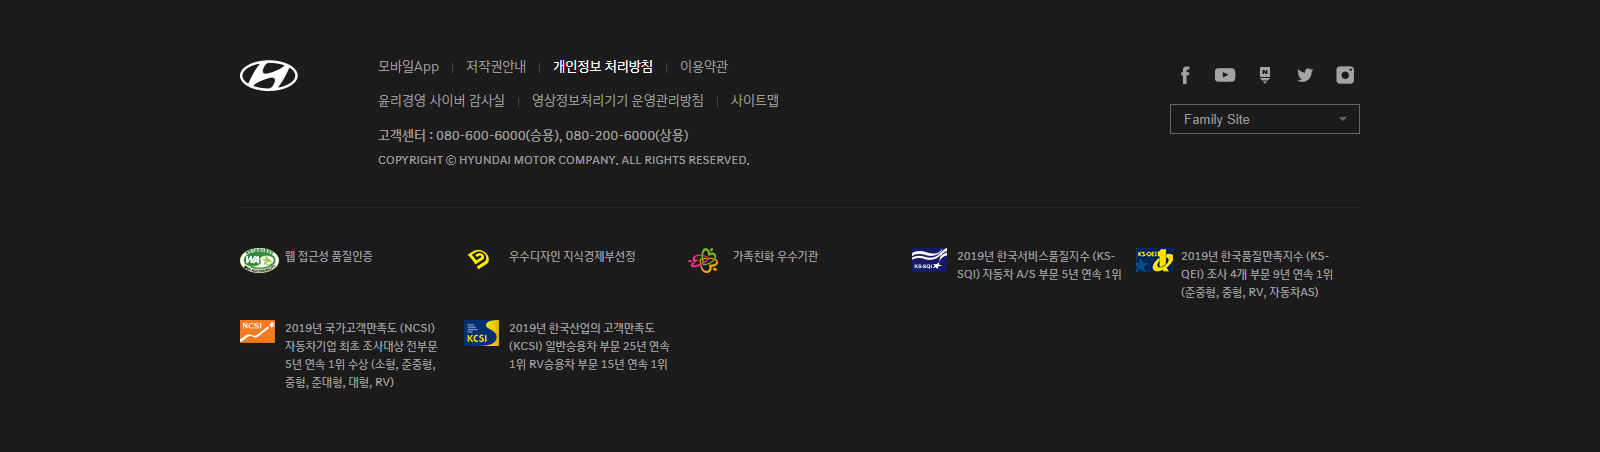 모바일App 저작권안내 개인정보 처리방침 이용약관
윤리경영 사이버 감사실 영상정보처리기기 운영관리방침 사이트맵
고객센터 : 080-600-6000(승용), 080-200-6000(상용)
COPYRIGHT ⓒ HYUNDAI MOTOR COMPANY. ALL RIGHTS RESERVED.
Family Site
WA
웹 접근성 품질인증
우수디자인 지식경제부선정
가족친화 우수기관
KS-SQI
2019년 한국서비스품질지수 (KS-
SQI) 자동차 A/S 부문 5년 연속 1위
KS-QEI
2019년 한국품질만족지수 (KS-
QEI) 조사 4개 부문 9년 연속 1위
(준중형, 중형, RV, 자동차AS)
NCSI
2019년 국가고객만족도 (NCSI)
자동차기업 최초 조사대상 전부문
5년 연속 1위 수상 (소형, 준중형,
중형, 준대형, 대형, RV)
KCSI
2019년 한국산업의 고객만족도
(KCSI) 일반승용차 부문 25년 연속
1위 RV승용차 부문 15년 연속 1위